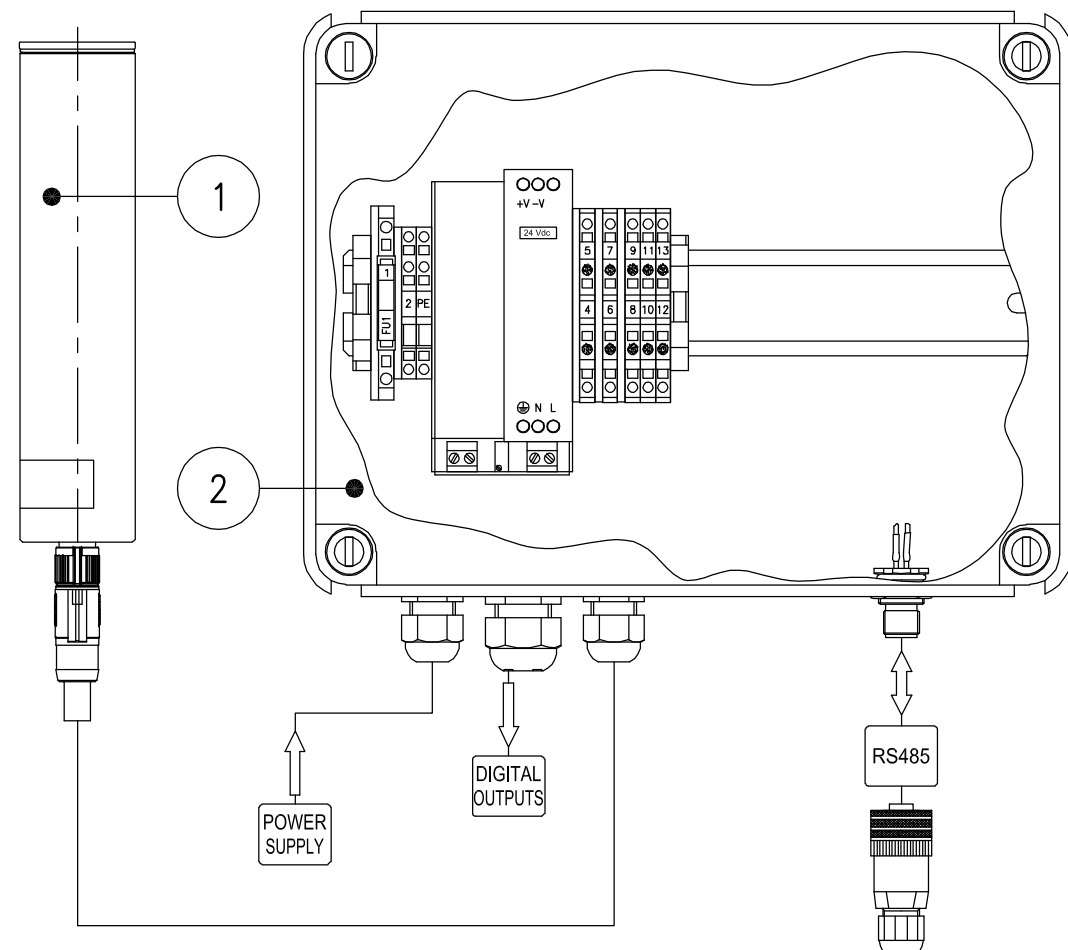 1
2
+V -V
24 Vdc
1
FU1
2 PE
5 7 9 11 13
4 6 8 10 12
N L
POWER
SUPPLY
DIGITAL
OUTPUTS
RS485